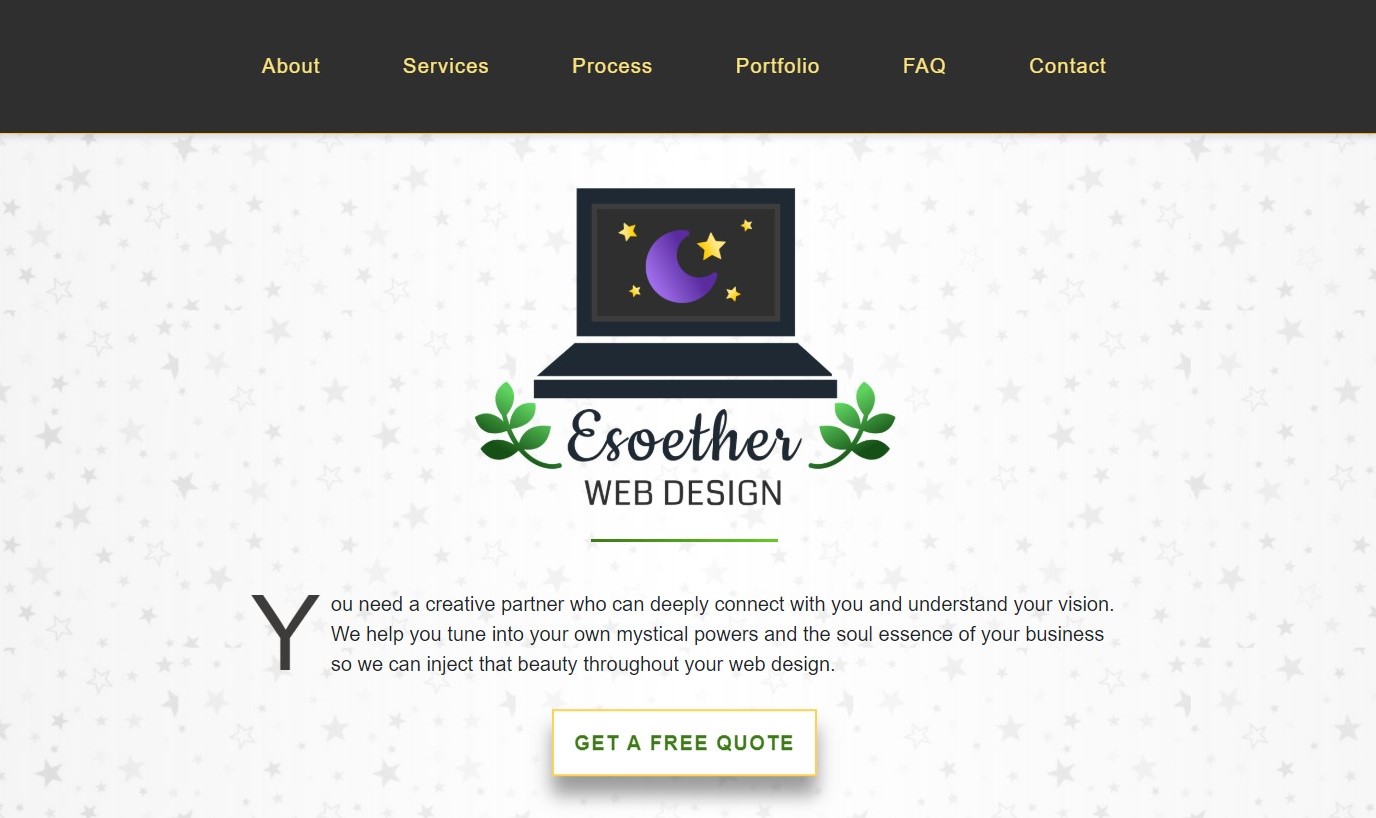 About Services Process Portfolio FAQ Contact
Esoether
WEB DESIGN
You need a creative partner who can deeply connect with you and understand your vision.
We help you tune into your own mystical powers and the soul essence of your business
so we can inject that beauty throughout your web design.
GET A FREE QUOTE